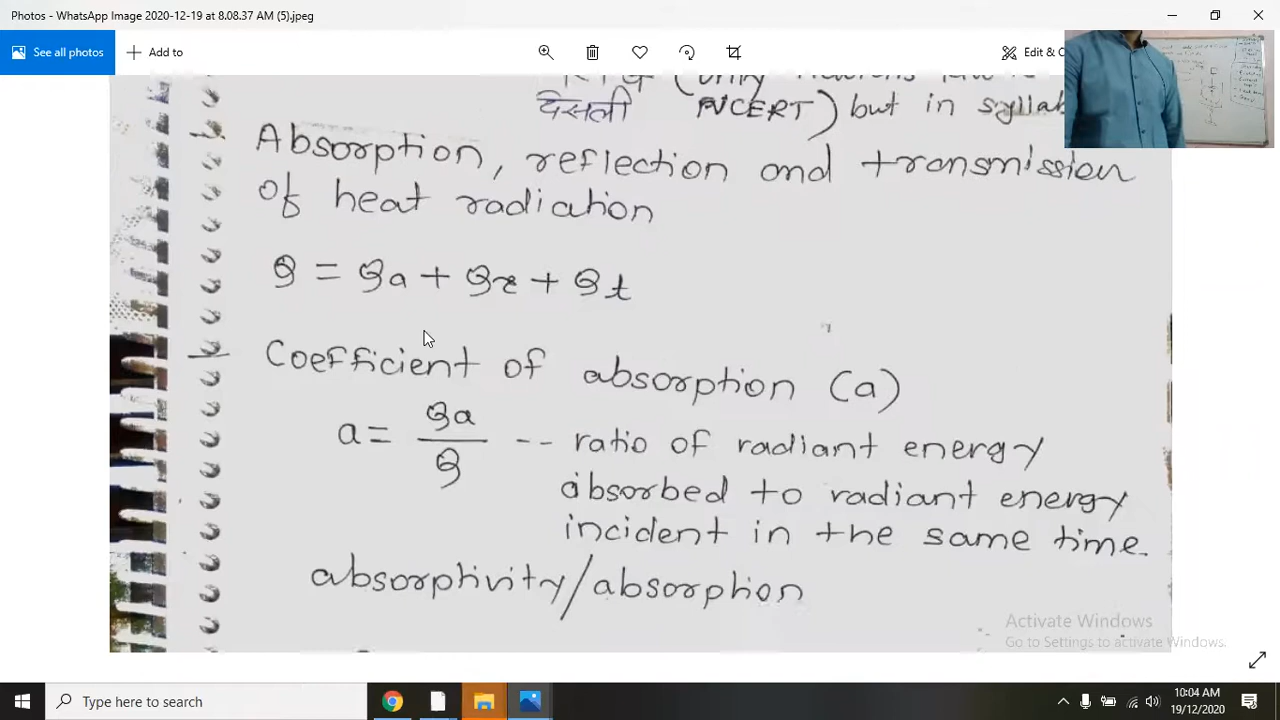 Photos - WhatsApp Image 2020-12-19 at 8.08.37 AM (5).jpeg
See all photos
Add to
Edit & C
(only
देसली NCERT) but in syllab
Absorption, reflection and transmission
of heat radiation
Q = Qa + Qr + Qt
Coefficient of absorption (a)
a = Qa / Q -- ratio of radiant energy
absorbed to radiant energy
incident in the same time.
absorptivity/absorption
Activate Windows
Go to Settings to activate Windows.
Type here to search
10:04 AM
19/12/2020